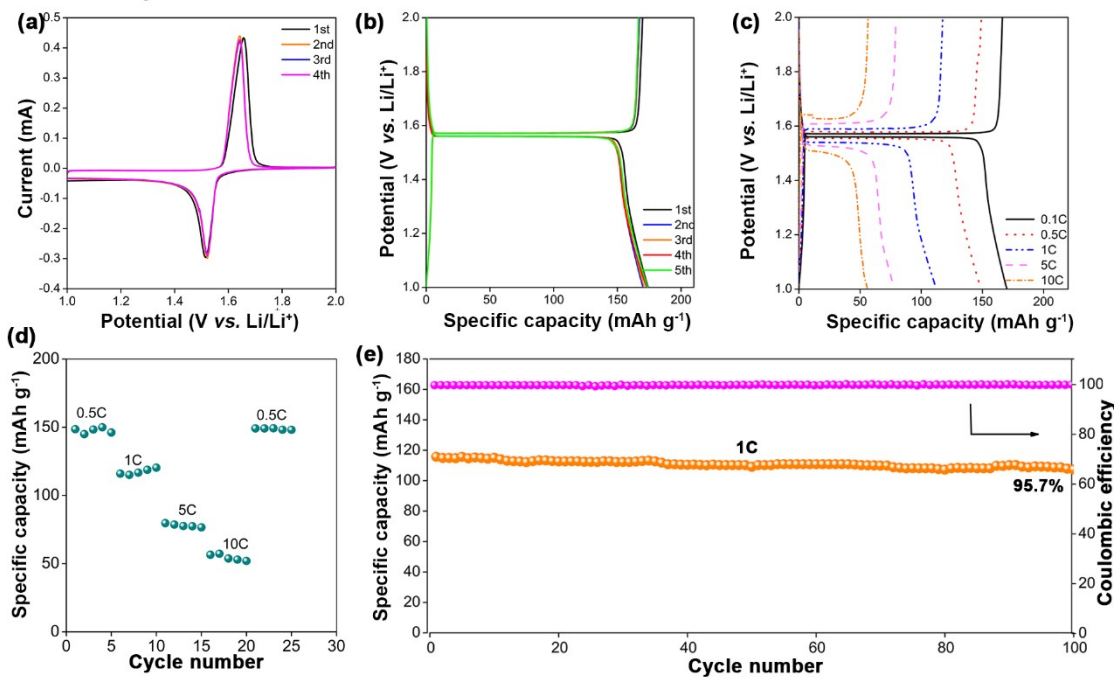 (a)
0.5
0.4
0.3
0.2
0.1
0.0
-0.1
-0.2
-0.3
-0.4
1.0
1.2
1.4
1.6
1.8
2.0
Current (mA)
Potential (V vs. Li/Li⁺)
1st
2nd
3rd
4th
(b)
2.0
1.8
1.6
1.4
1.2
1.0
0
50
100
150
200
Potential (V vs. Li/Li⁺)
Specific capacity (mAh g⁻¹)
1st
2nd
3rd
4th
5th
(c)
2.0
1.8
1.6
1.4
1.2
1.0
0
40
80
120
160
200
Potential (V vs. Li/Li⁺)
Specific capacity (mAh g⁻¹)
0.1C
0.5C
1C
5C
10C
(d)
200
150
100
50
0
0
5
10
15
20
25
30
Specific capacity (mAh g⁻¹)
Cycle number
0.5C
1C
5C
10C
0.5C
(e)
180
160
140
120
100
80
60
40
20
0
0
20
40
60
80
100
Specific capacity (mAh g⁻¹)
Cycle number
1C
95.7%
100
80
60
40
20
0
Coulombic efficiency